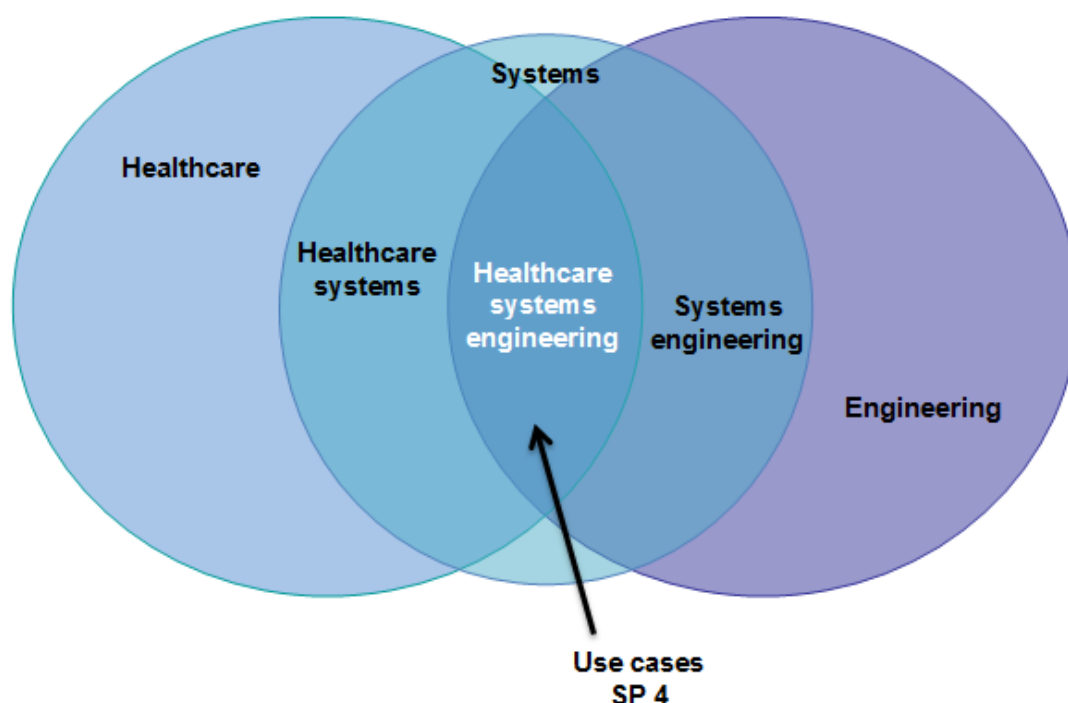 Systems
Healthcare
Healthcare
systems
Healthcare
systems
engineering
Systems
engineering
Engineering
Use cases
SP 4